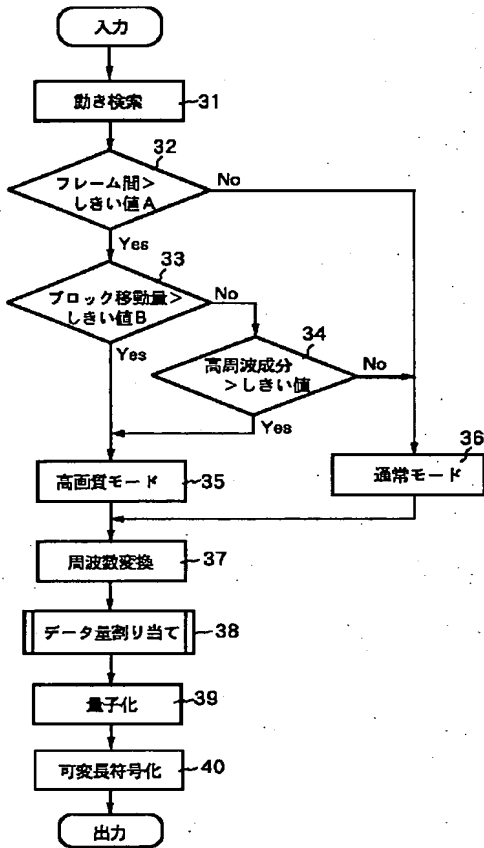 入力
動き検索
31
32
フレーム間>
しきい値A
No
Yes
33
ブロック移動量>
しきい値B
No
Yes
34
高周波成分
>しきい値
No
Yes
高画質モード
35
36
通常モード
周波数変換
37
データ量割り当て
38
量子化
39
可変長符号化
40
出力